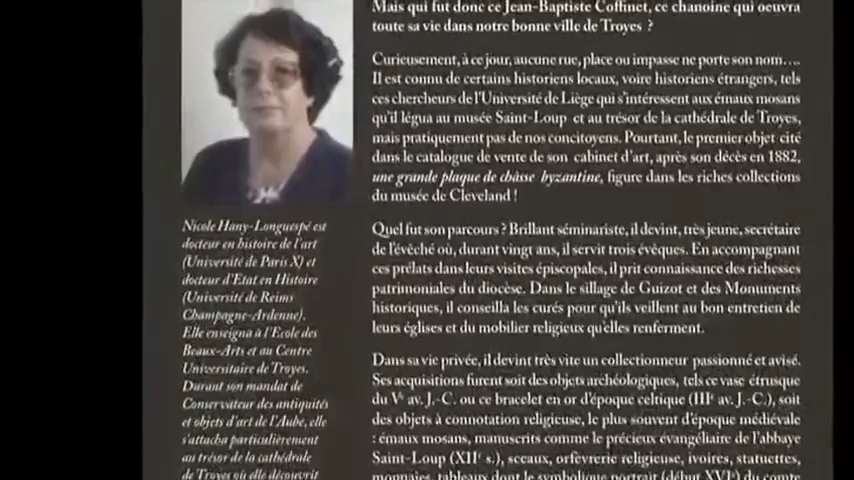 Mais qui fut donc ce Jean-Baptiste Coffinet, ce chanoine qui oeuvra
toute sa vie dans notre bonne ville de Troyes ?
Curieusement, à ce jour, aucune rue, place ou impasse ne porte son nom....
Il est connu de certains historiens locaux, voire historiens étrangers, tels
ces chercheurs de l'Université de Liège qui s'intéressent aux émaux mosans
qu'il légua au musée Saint-Loup et au trésor de la cathédrale de Troyes,
mais pratiquement pas de nos concitoyens. Pourtant, le premier objet cité
dans le catalogue de vente de son cabinet d'art, après son décès en 1882,
une grande plaque de châsse byzantine, figure dans les riches collections
du musée de Cleveland !
Quel fut son parcours ? Brillant séminariste, il devint, très jeune, secrétaire
de l'évêché où, durant vingt ans, il servit trois évêques. En accompagnant
ces prélats dans leurs visites épiscopales, il prit connaissance des richesses
patrimoniales du diocèse. Dans le sillage de Guizot et des Monuments
historiques, il conseilla les curés pour qu'ils veillent au bon entretien de
leurs églises et du mobilier religieux qu'elles renferment.
Dans sa vie privée, il devint très vite un collectionneur passionné et avisé.
Ses acquisitions furent soit des objets archéologiques, tels ce vase étrusque
du Vᵉ av. J.-C. ou ce bracelet en or d'époque celtique (IIIᵉ av. J.-C.), soit
des objets à connotation religieuse, le plus souvent d'époque médiévale
: émaux mosans, manuscrits comme le précieux évangéliaire de l'abbaye
Saint-Loup (XIIᵉ s.), sceaux, orfèvrerie religieuse, ivoires, statuettes,
monnaies, tableaux dont le symbolique portrait (début XVIᵉ) du comte
Nicole Hany-Longuespé est
docteur en histoire de l'art
(Université de Paris X) et
docteur d'Etat en Histoire
(Université de Reims
Champagne-Ardenne).
Elle enseigna à l'Ecole des
Beaux-Arts et au Centre
Universitaire de Troyes.
Durant son mandat de
Conservateur des antiquités
et objets d'art de l'Aube, elle
s'attacha particulièrement
au trésor de la cathédrale
de Troyes où elle découvrit